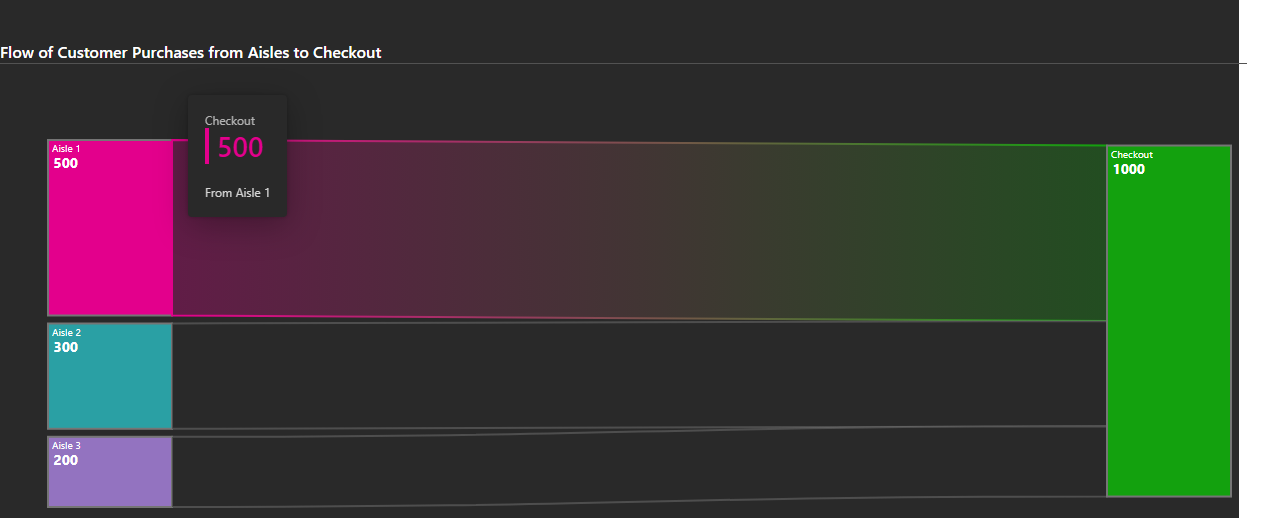 Flow of Customer Purchases from Aisles to Checkout
Checkout
500
From Aisle 1
Aisle 1
500
Checkout
1000
Aisle 2
300
Aisle 3
200